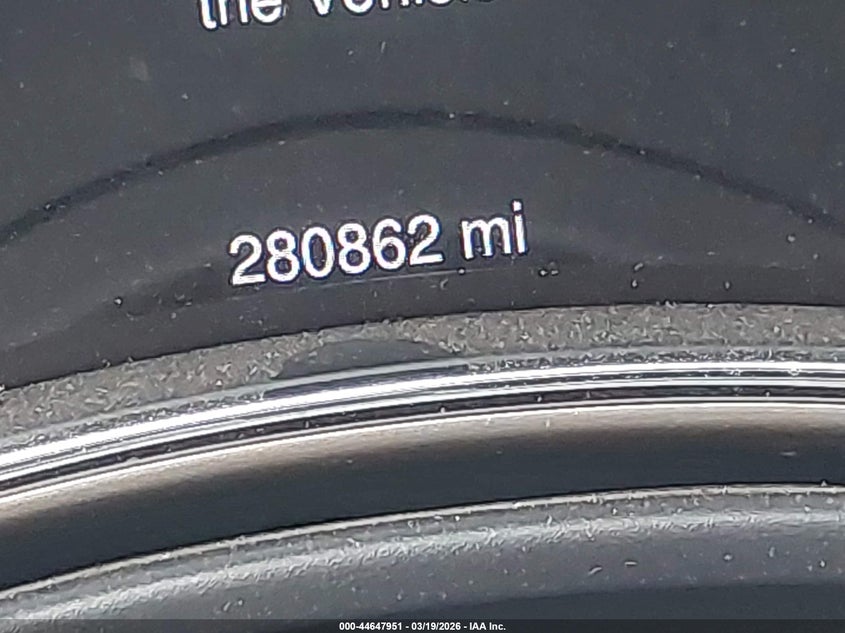 the
280862 mi
000-44647951 - 03/19/2026 - IAA Inc.